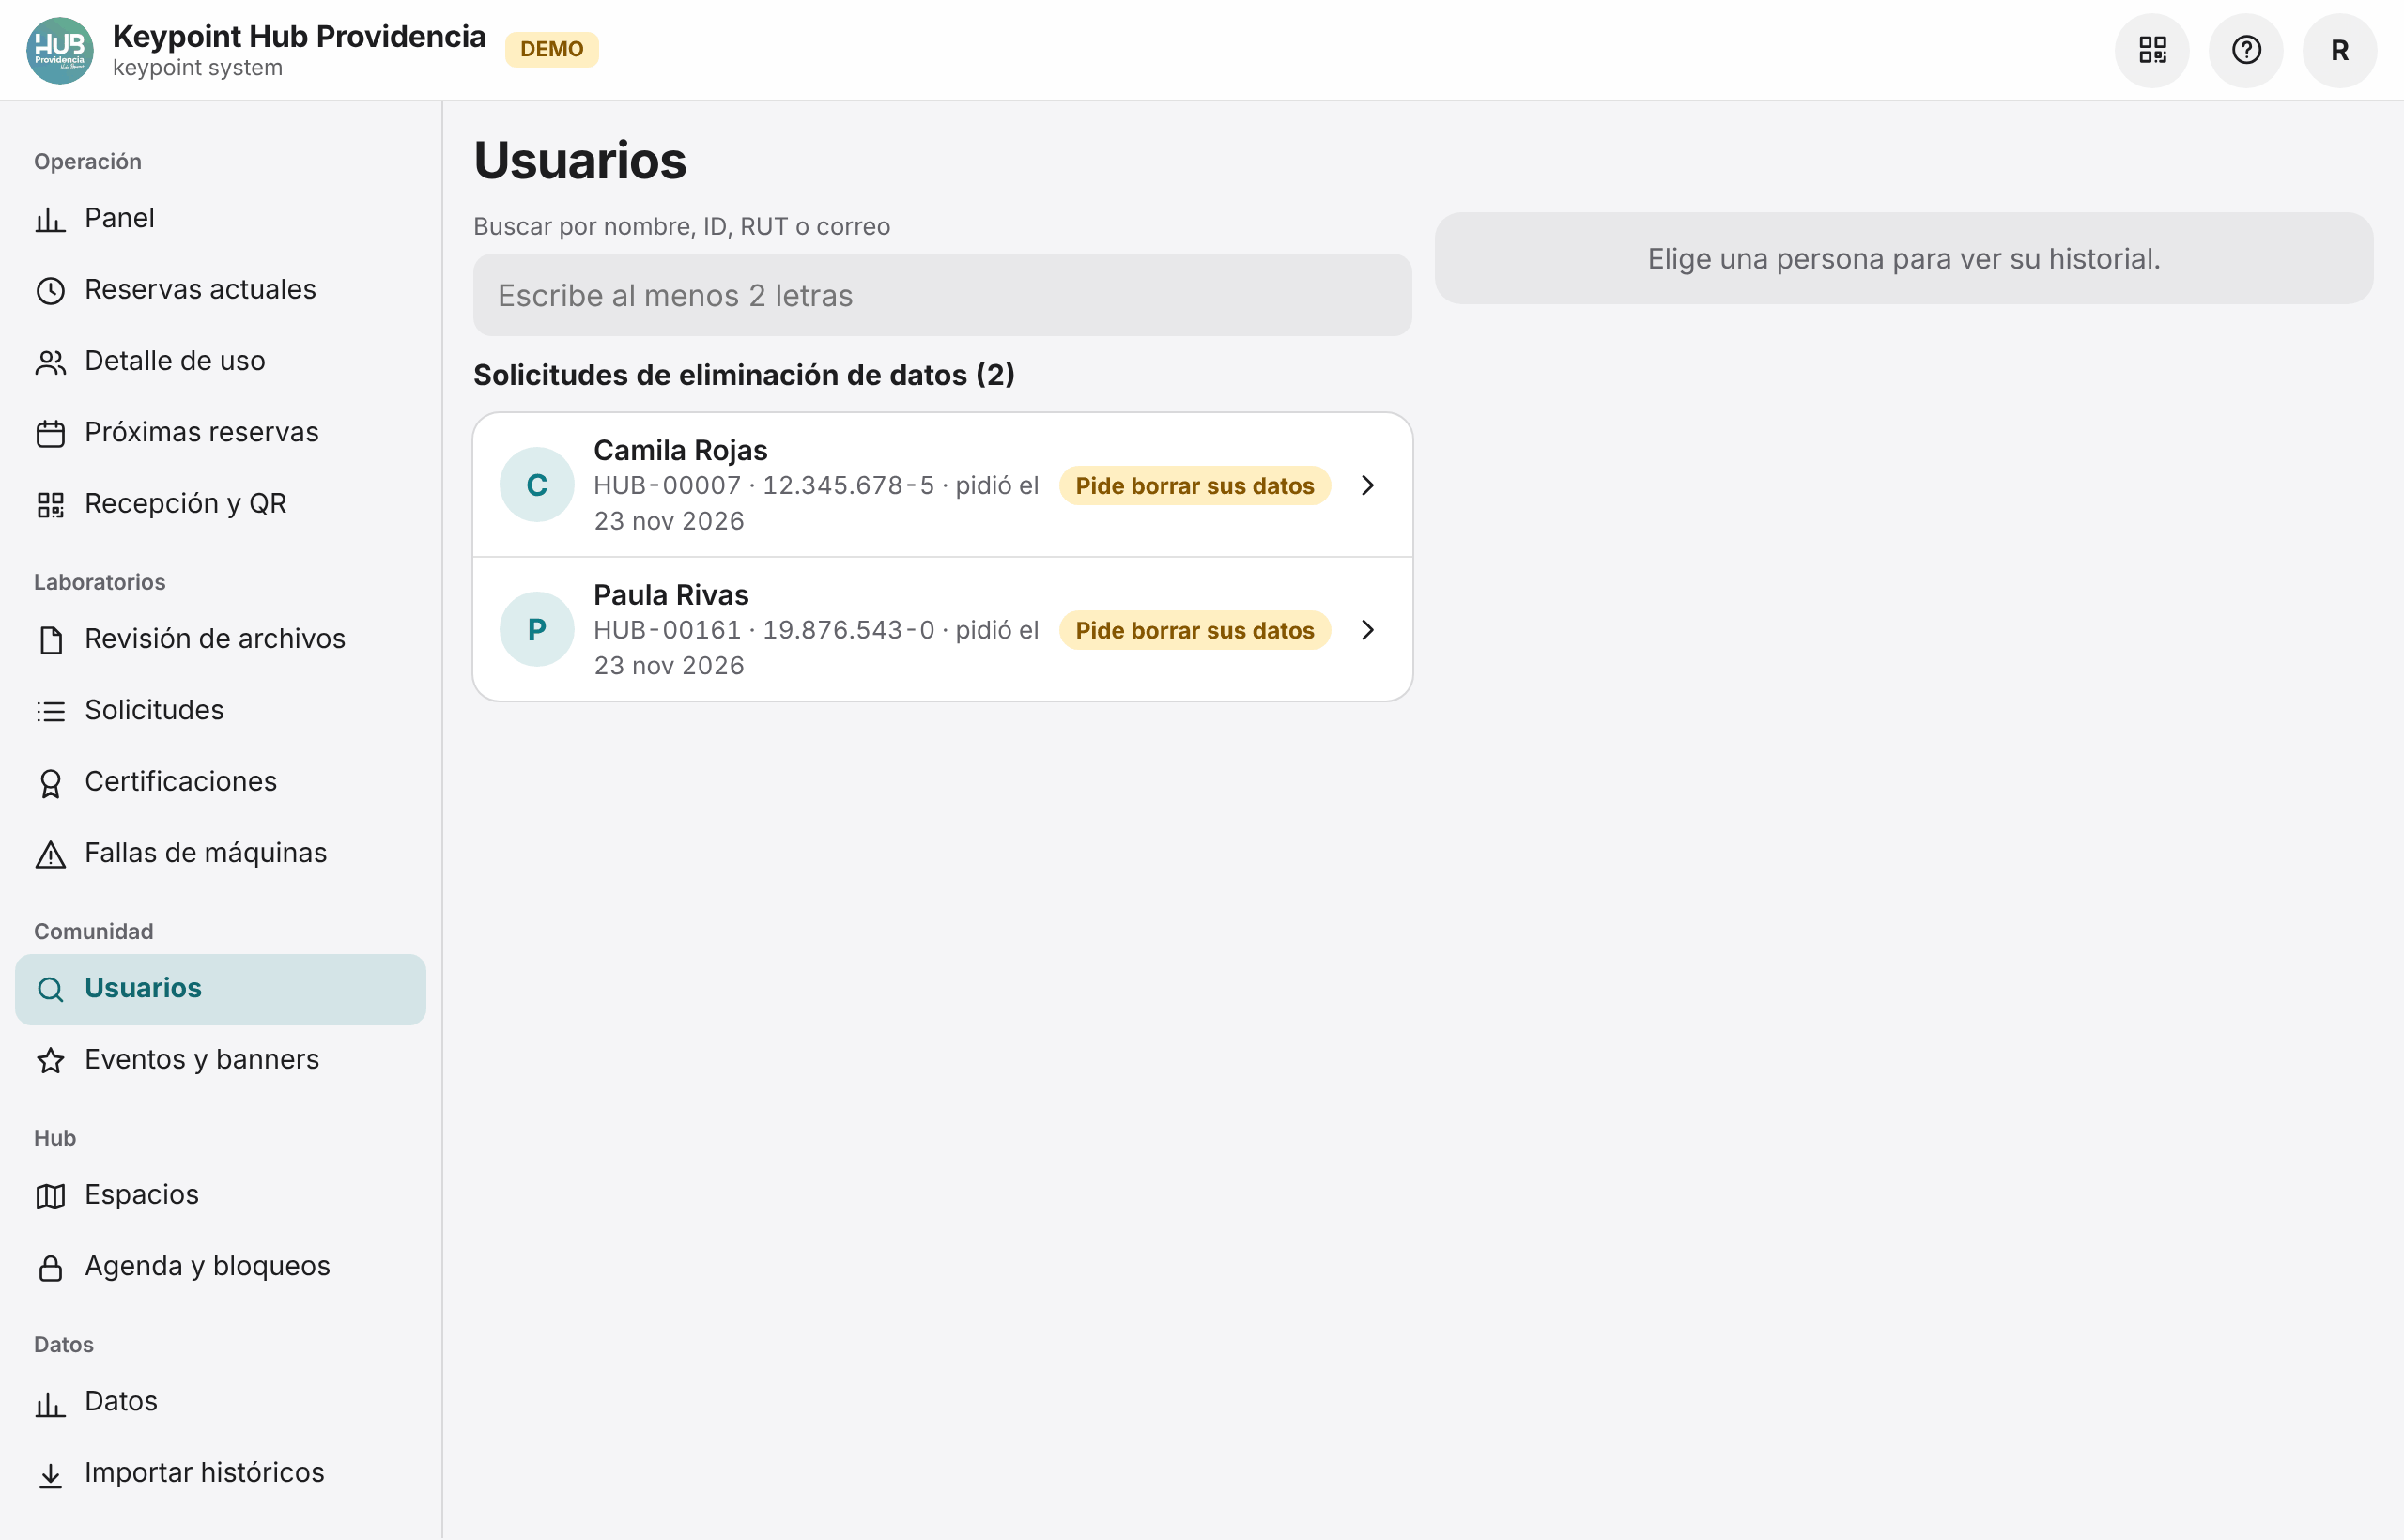 HUB
Providencia
Keypoint Hub Providencia
keypoint system
DEMO
R
Operación
Panel
Reservas actuales
Detalle de uso
Próximas reservas
Recepción y QR
Laboratorios
Revisión de archivos
Solicitudes
Certificaciones
Fallas de máquinas
Comunidad
Usuarios
Eventos y banners
Hub
Espacios
Agenda y bloqueos
Datos
Datos
Importar históricos
Usuarios
Buscar por nombre, ID, RUT o correo
Escribe al menos 2 letras
Solicitudes de eliminación de datos (2)
C
Camila Rojas
HUB-00007 · 12.345.678-5 · pidió el
23 nov 2026
Pide borrar sus datos
P
Paula Rivas
HUB-00161 · 19.876.543-0 · pidió el
23 nov 2026
Pide borrar sus datos
Elige una persona para ver su historial.